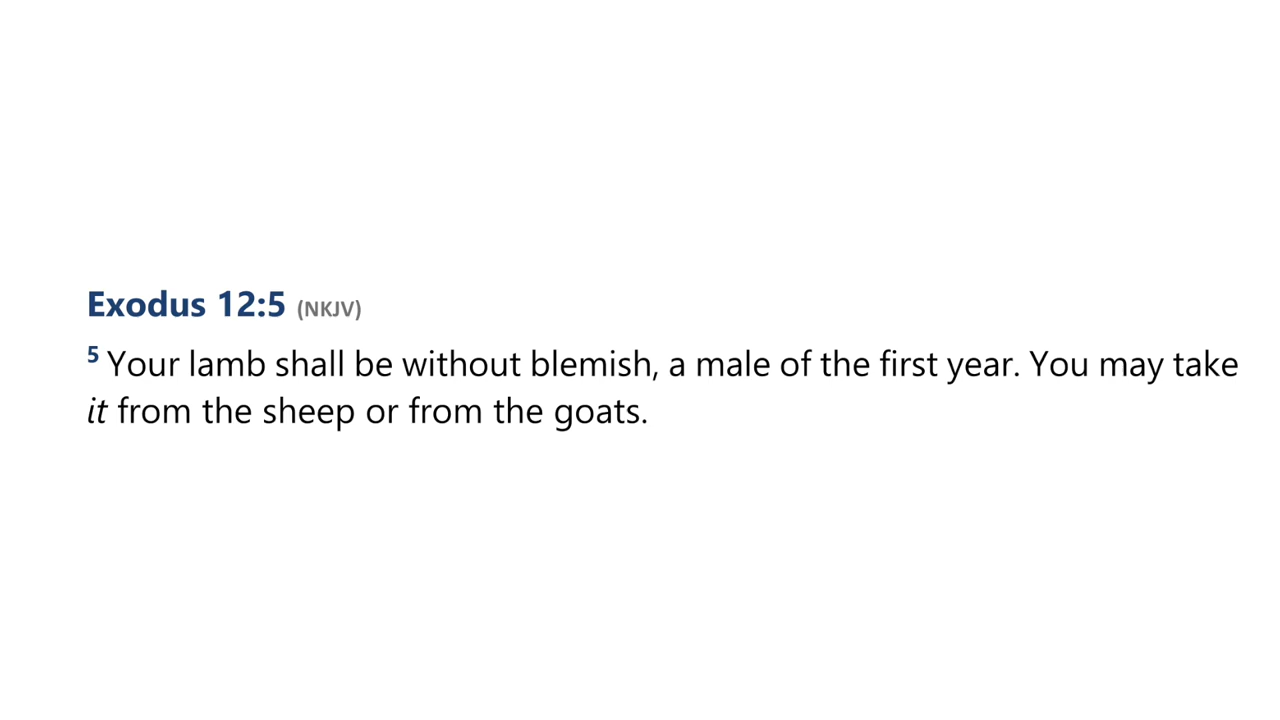 Exodus 12:5 (NKJV)
5 Your lamb shall be without blemish, a male of the first year. You may take
it from the sheep or from the goats.